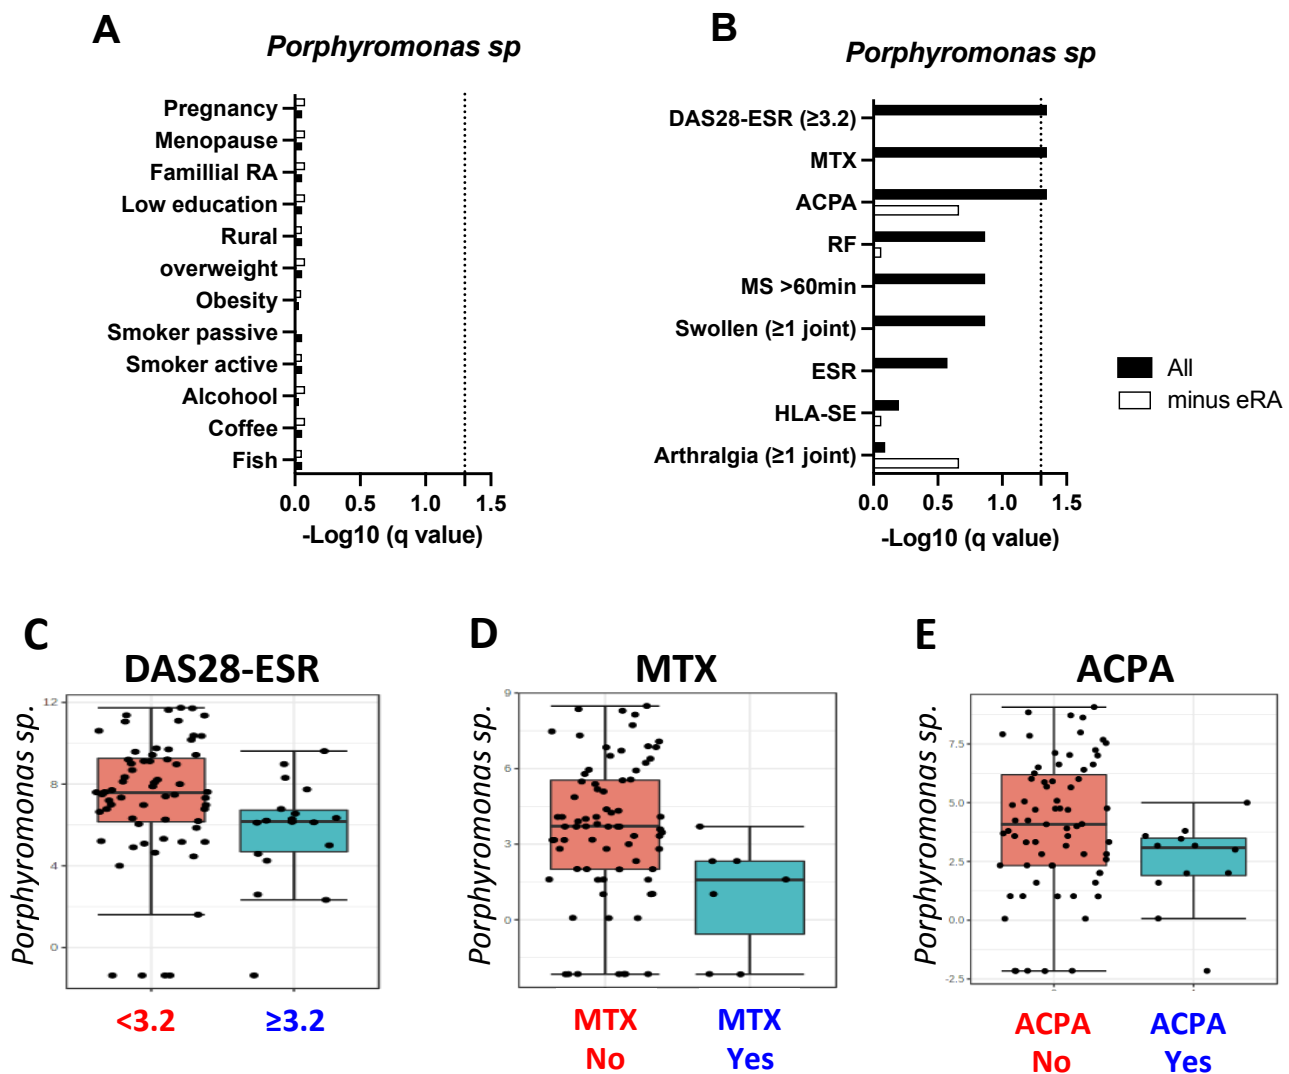 A
Porphyromonas sp
Pregnancy
Menopause
Famillial RA
Low education
Rural
overweight
Obesity
Smoker passive
Smoker active
Alcohool
Coffee
Fish
0.0 0.5 1.0 1.5
-Log10 (q value)
B
Porphyromonas sp
DAS28-ESR (≥3.2)
MTX
ACPA
RF
MS >60min
Swollen (≥1 joint)
ESR
HLA-SE
Arthralgia (≥1 joint)
0.0 0.5 1.0 1.5
-Log10 (q value)
All
minus eRA
C
DAS28-ESR
Porphyromonas sp.
12
8
4
0
<3.2 ≥3.2
D
MTX
Porphyromonas sp.
9
6
3
0
MTX MTX
No Yes
E
ACPA
Porphyromonas sp.
7.5
5.0
2.5
0.0
-2.5
ACPA ACPA
No Yes